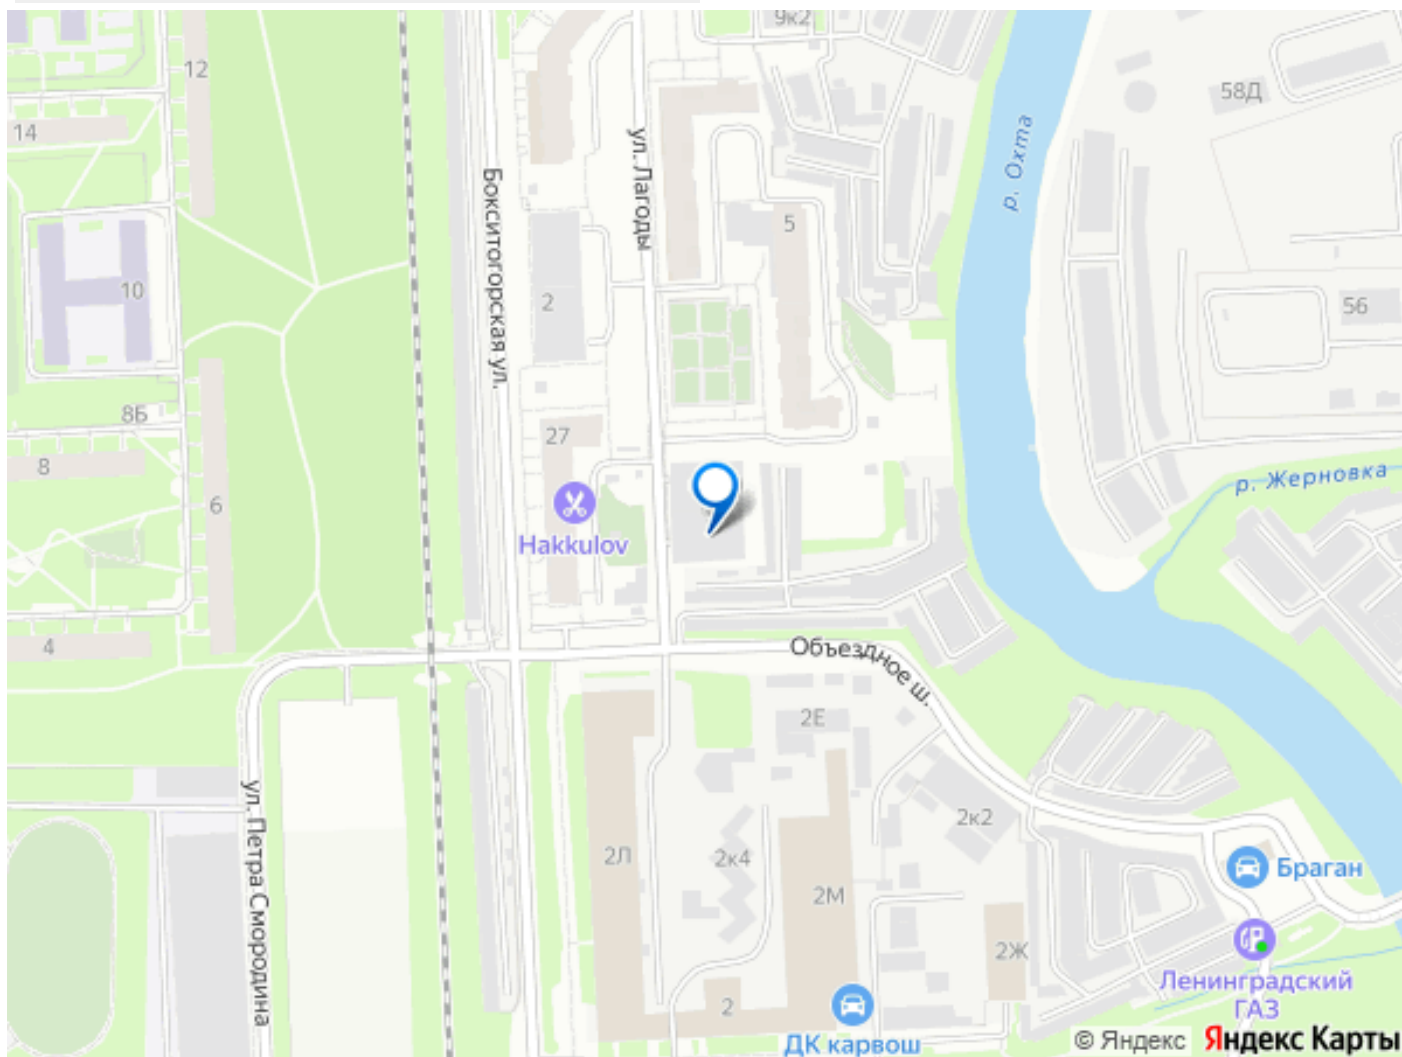 9к2
12
58Д
14
р. Охта
ул. Лагоды
Бокситогорская ул.
5
10
2
56
8Б
27
8
р. Жерновка
6
Hakkulov
4
Объездное ш.
2Е
ул. Петра Смородина
2к2
2Л
2к4
Браган
2М
2Ж
Ленинградский
ГАЗ
2
ДК карвош
© Яндекс Яндекс Карты